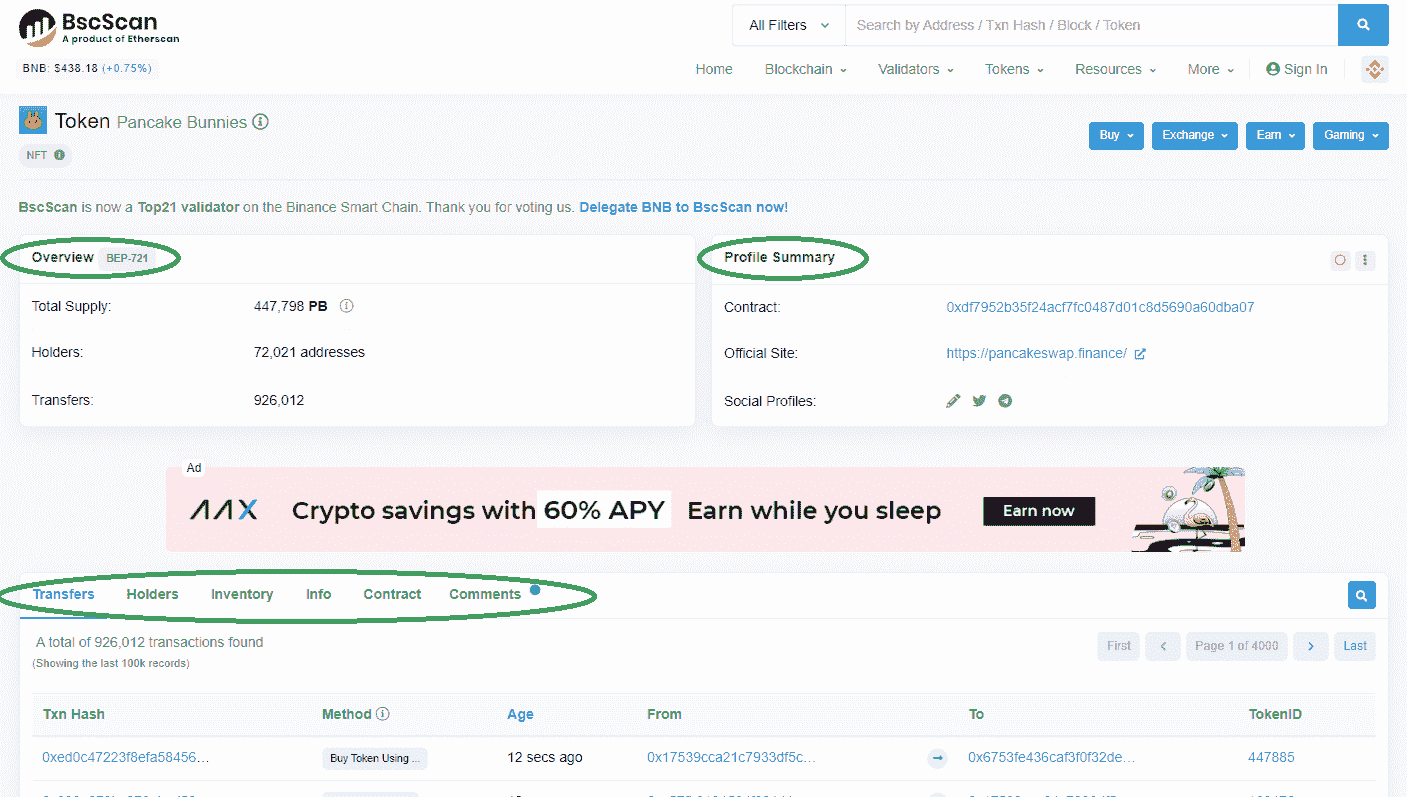 BscScan
A product of Etherscan
All Filters
Search by Address / Txn Hash / Block / Token
BNB: $438.18 (+0.75%)
Home Blockchain Validators Tokens Resources More Sign In
Token Pancake Bunnies
NFT
Buy Exchange Earn Gaming
BscScan is now a Top21 validator on the Binance Smart Chain. Thank you for voting us. Delegate BNB to BscScan now!
Overview BEP-721
Total Supply: 447,798 PB
Holders: 72,021 addresses
Transfers: 926,012
Profile Summary
Contract: 0xdf7952b35f24acf7fc0487d01c8d5690a60dba07
Official Site: https://pancakeswap.finance/
Social Profiles:
Ad
AAX Crypto savings with 60% APY Earn while you sleep Earn now
Transfers Holders Inventory Info Contract Comments
A total of 926,012 transactions found
(Showing the last 100k records)
First < Page 1 of 4000 > Last
Txn Hash Method Age From To TokenID
0xed0c47223f8efa58456... Buy Token Using ... 12 secs ago 0x17539cca21c7933df5c... 0x6753fe436caf3f0f32de... 447885